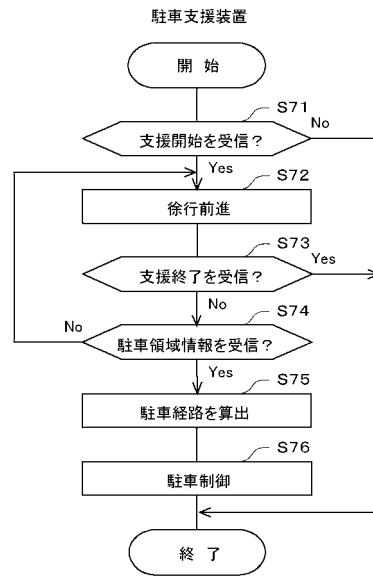 駐車支援装置
開 始
S71
支援開始を受信？
No
Yes
S72
徐行前進
S73
支援終了を受信？
Yes
No
S74
No
駐車領域情報を受信？
Yes
S75
駐車経路を算出
S76
駐車制御
終 了